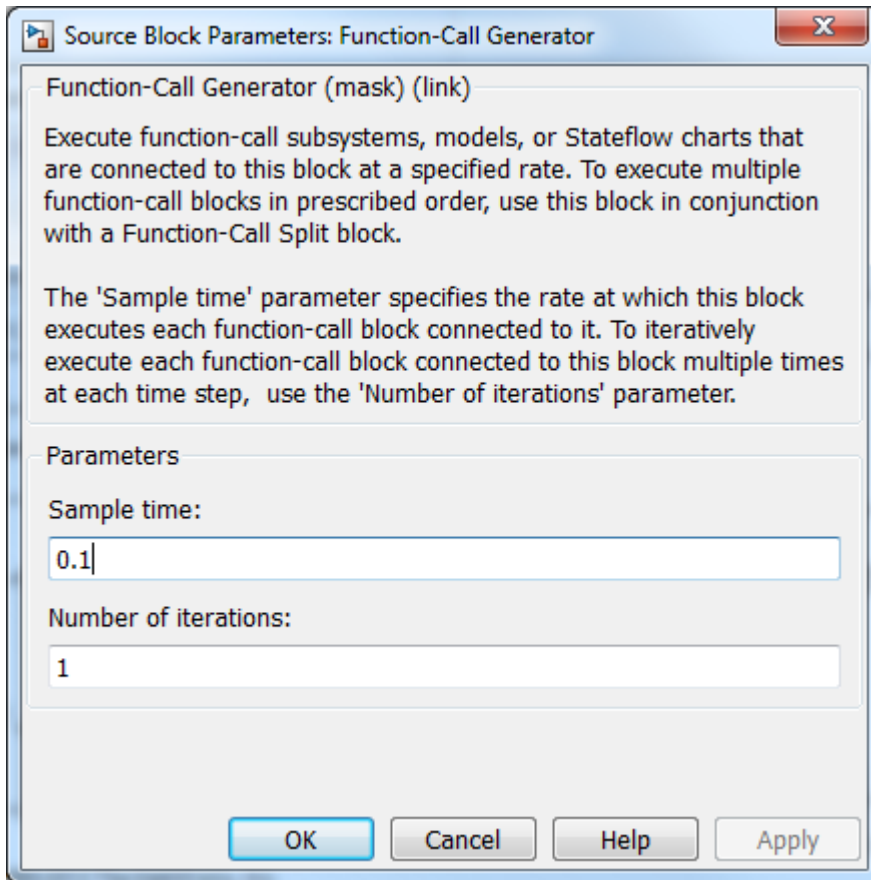 Source Block Parameters: Function-Call Generator
Function-Call Generator (mask) (link)
Execute function-call subsystems, models, or Stateflow charts that
are connected to this block at a specified rate. To execute multiple
function-call blocks in prescribed order, use this block in conjunction
with a Function-Call Split block.
The 'Sample time' parameter specifies the rate at which this block
executes each function-call block connected to it. To iteratively
execute each function-call block connected to this block multiple times
at each time step,  use the 'Number of iterations' parameter.
Parameters
Sample time:
0.1
Number of iterations:
1
OK Cancel Help Apply